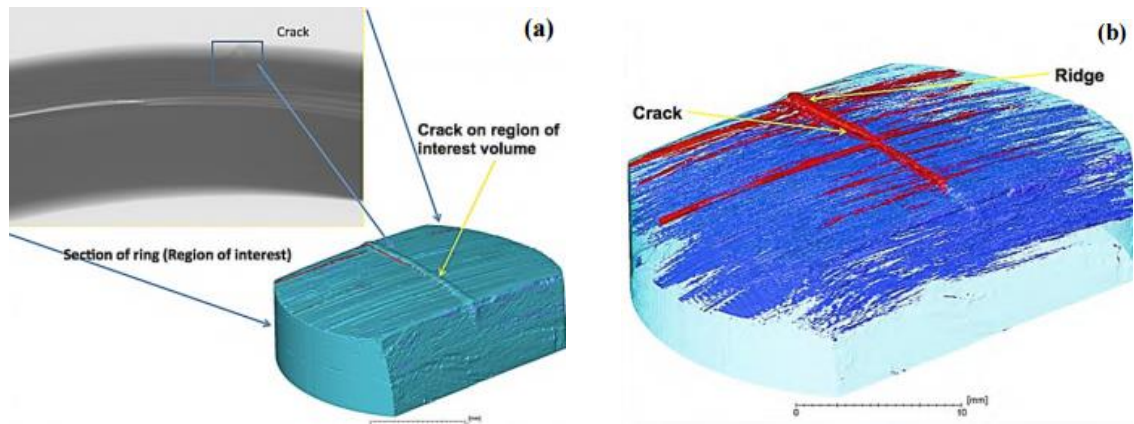 Crack
(a)
Crack on region of
interest volume
Section of ring (Region of interest)
(b)
Ridge
Crack
[mm]
0
10